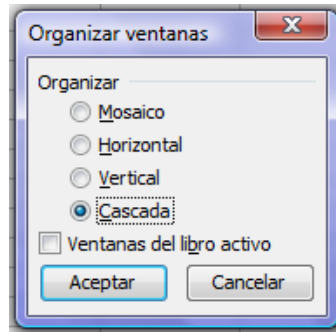 Organizar ventanas
Organizar
Mosaico
Horizontal
Vertical
Cascada
Ventanas del libro activo
Aceptar Cancelar